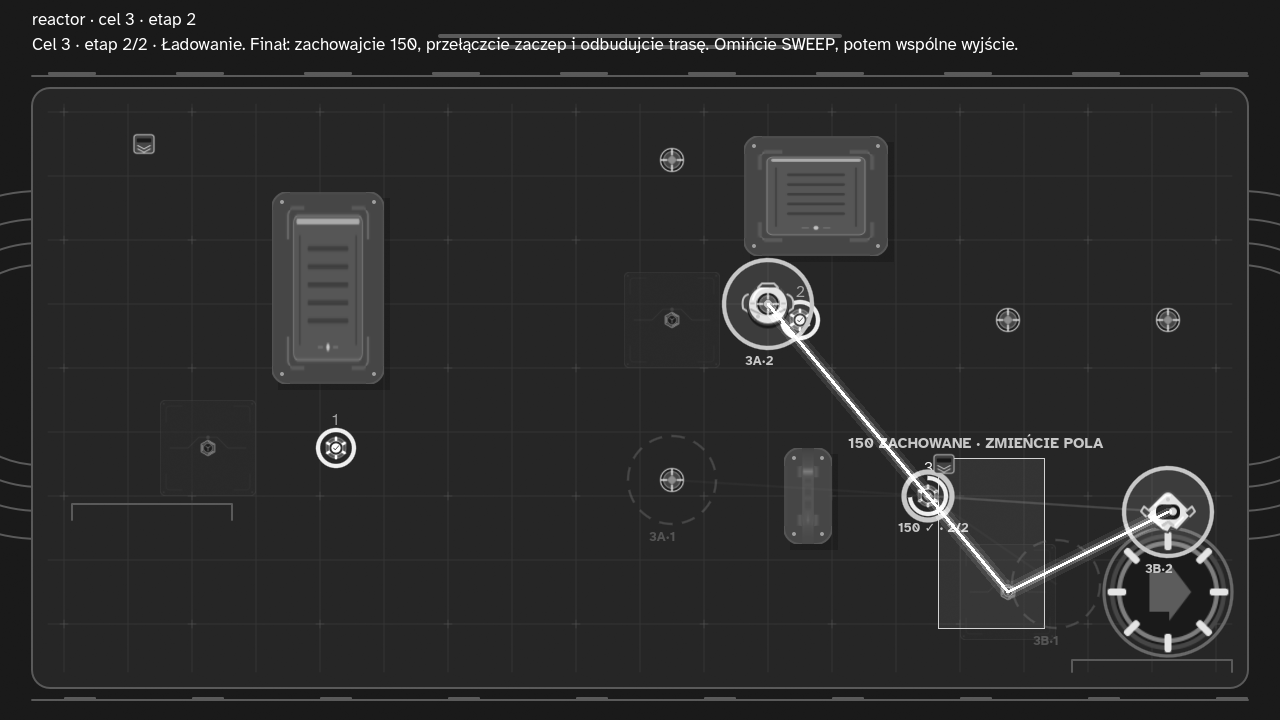 reactor · cel 3 · etap 2
Cel 3 · etap 2/2 · Ładowanie. Finał: zachowajcie 150, przełączcie zaczep i odbudujcie trasę. Omińcie SWEEP, potem wspólne wyjście.
2
3A·2
1
150 ZACHOWANE · ZMIEŃCIE POLA
3
150 ✓ · 2/2
3A·1
3B·2
3B·1